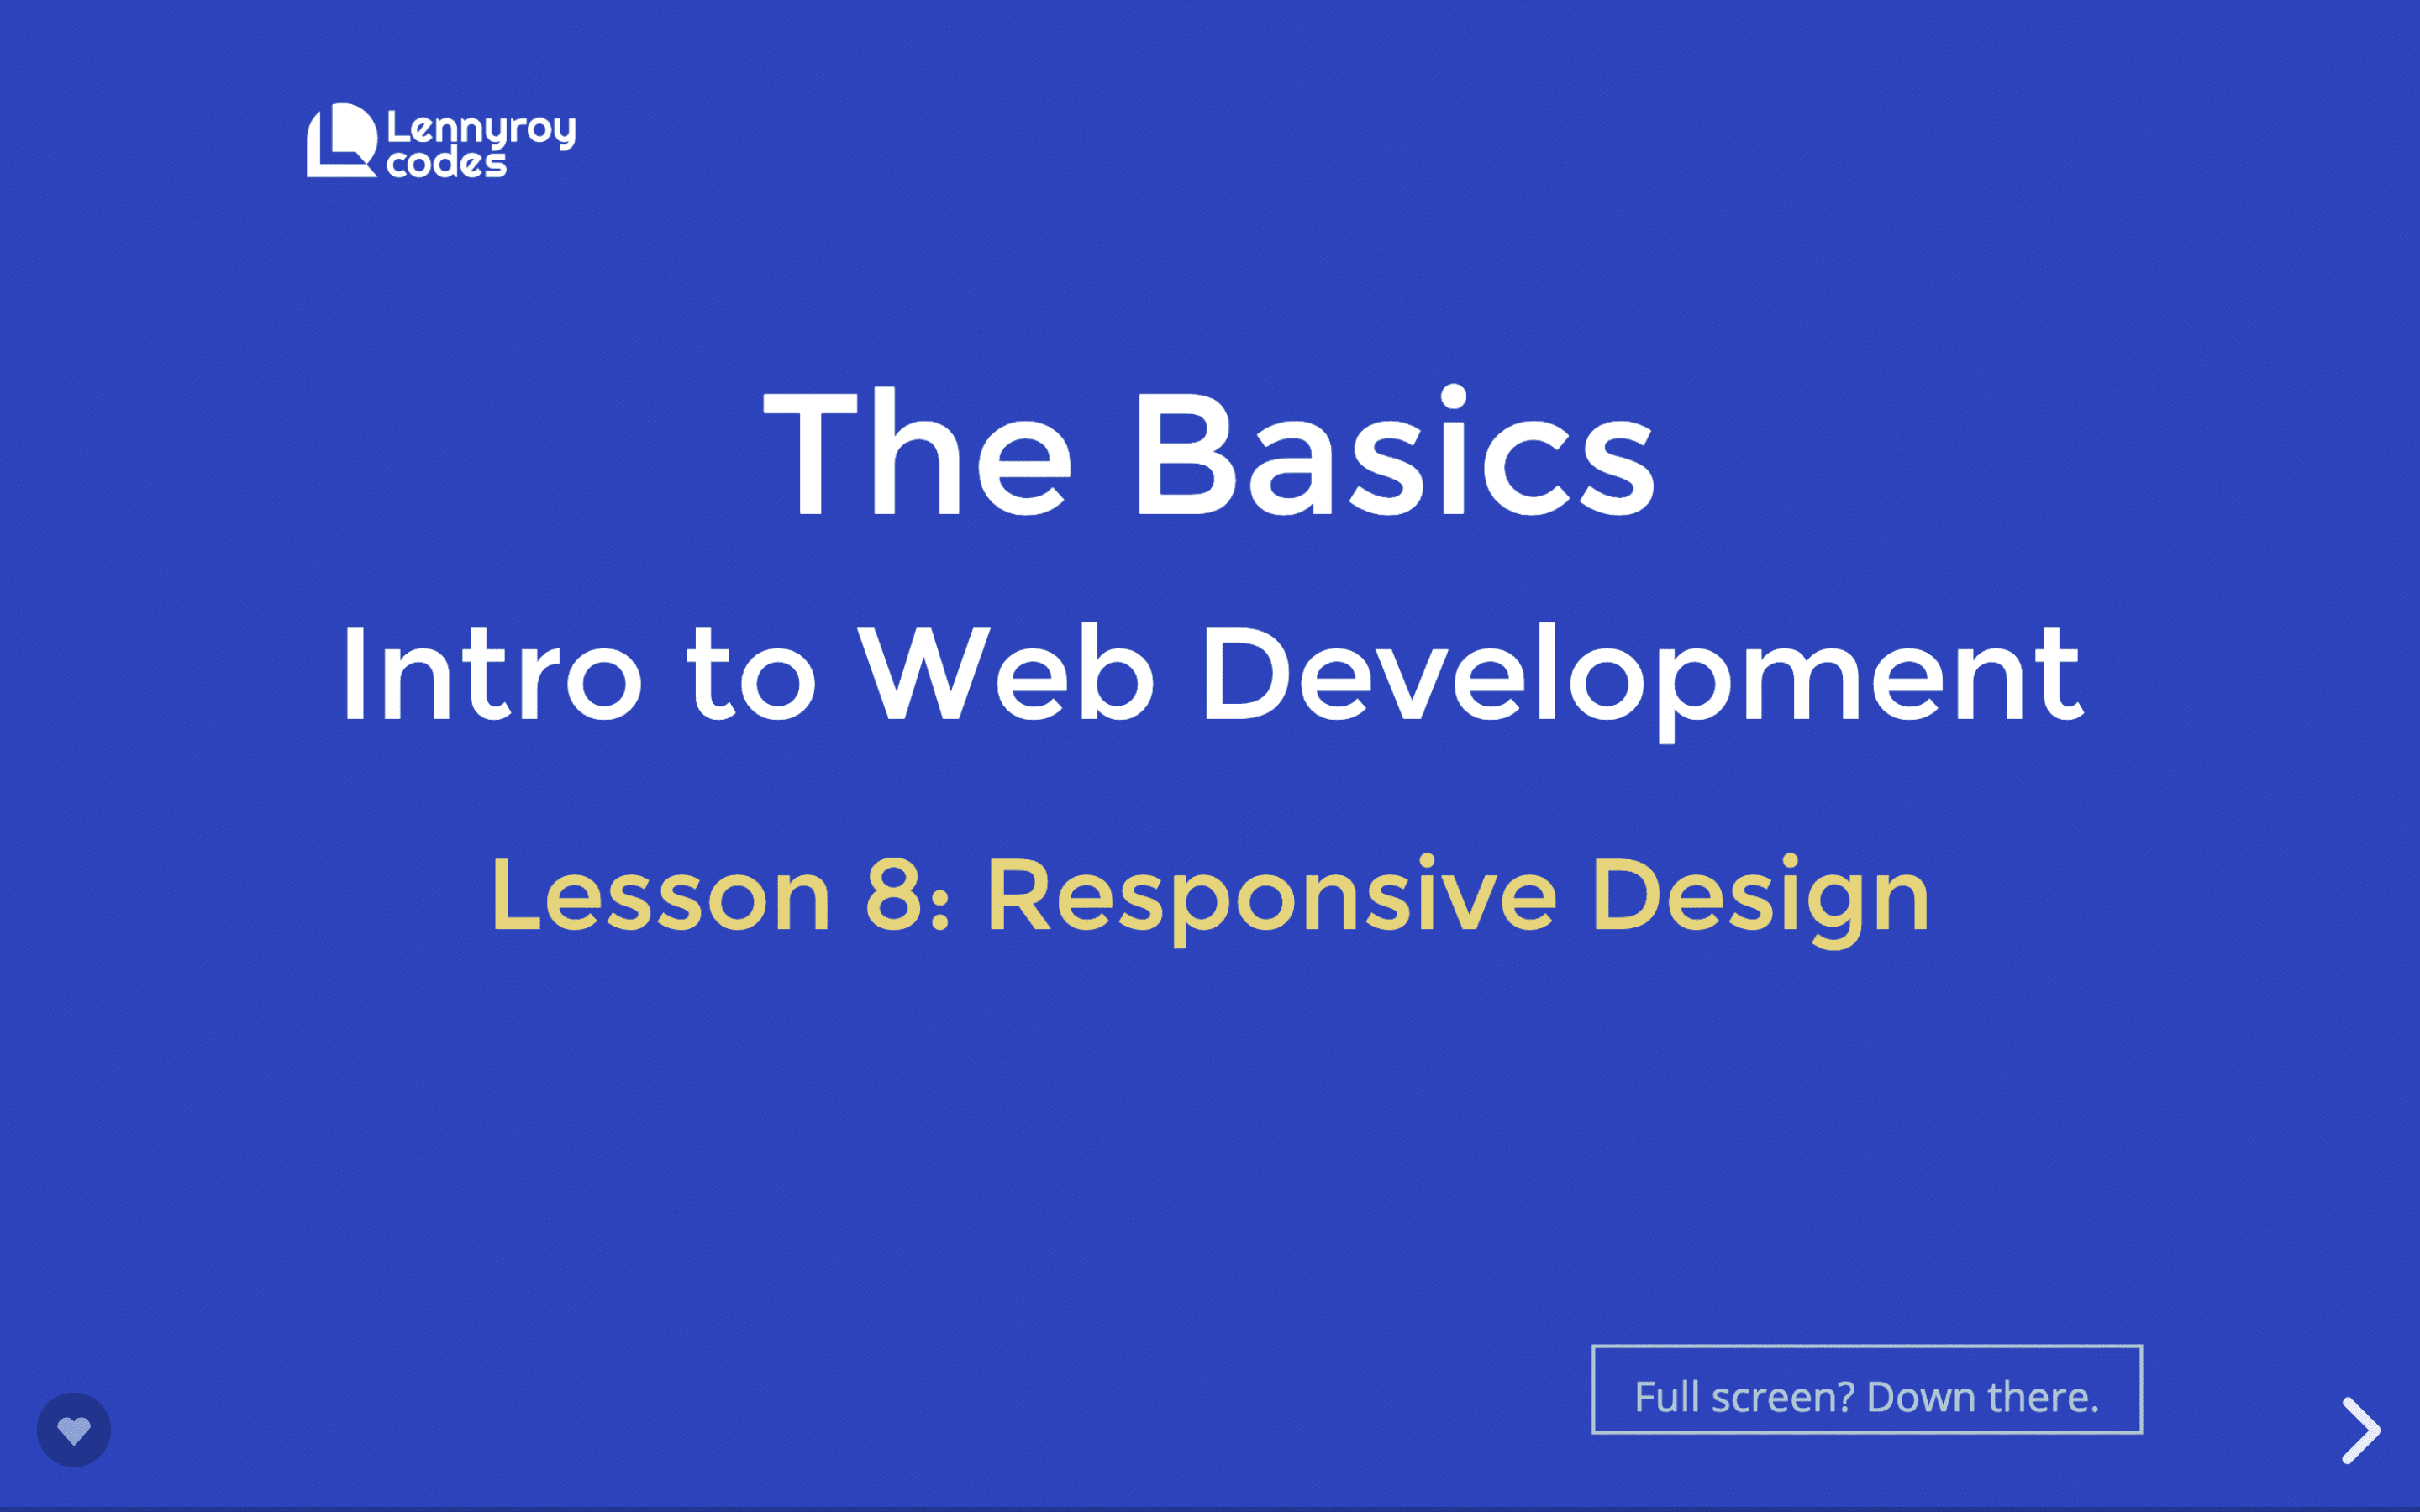 Lennyroy
codes
The Basics
Intro to Web Development
Lesson 8: Responsive Design
Full screen? Down there.